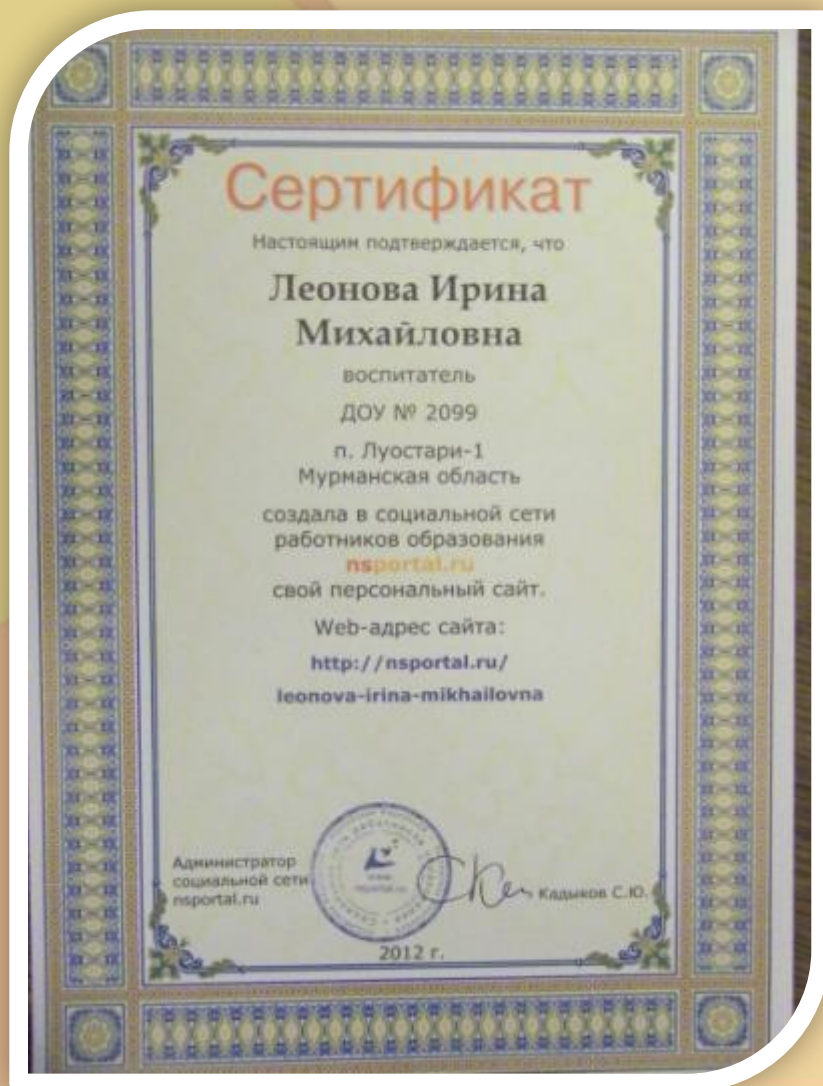 Сертификат
Настоящим подтверждается, что
Леонова Ирина
Михайловна
воспитатель
ДОУ № 2099
п. Луостари-1
Мурманская область
создала в социальной сети
работников образования
nsportal.ru
свой персональный сайт.
Web-адрес сайта:
http://nsportal.ru/
leonova-irina-mikhailovna
Администратор
социальной сети
nsportal.ru
Кадыков С.Ю.
2012 г.